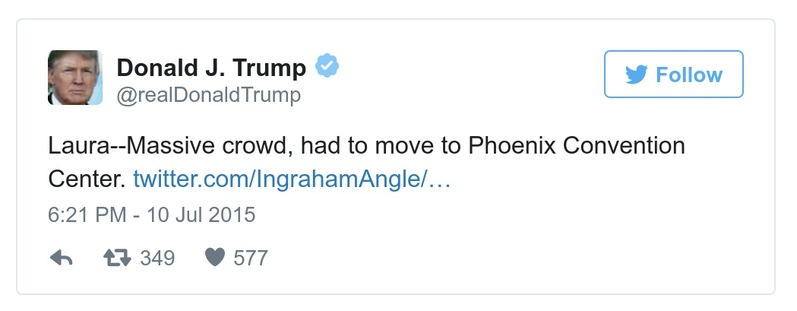 Donald J. Trump
@realDonaldTrump
Follow
Laura--Massive crowd, had to move to Phoenix Convention
Center. twitter.com/IngrahamAngle/…
6:21 PM - 10 Jul 2015
349 577